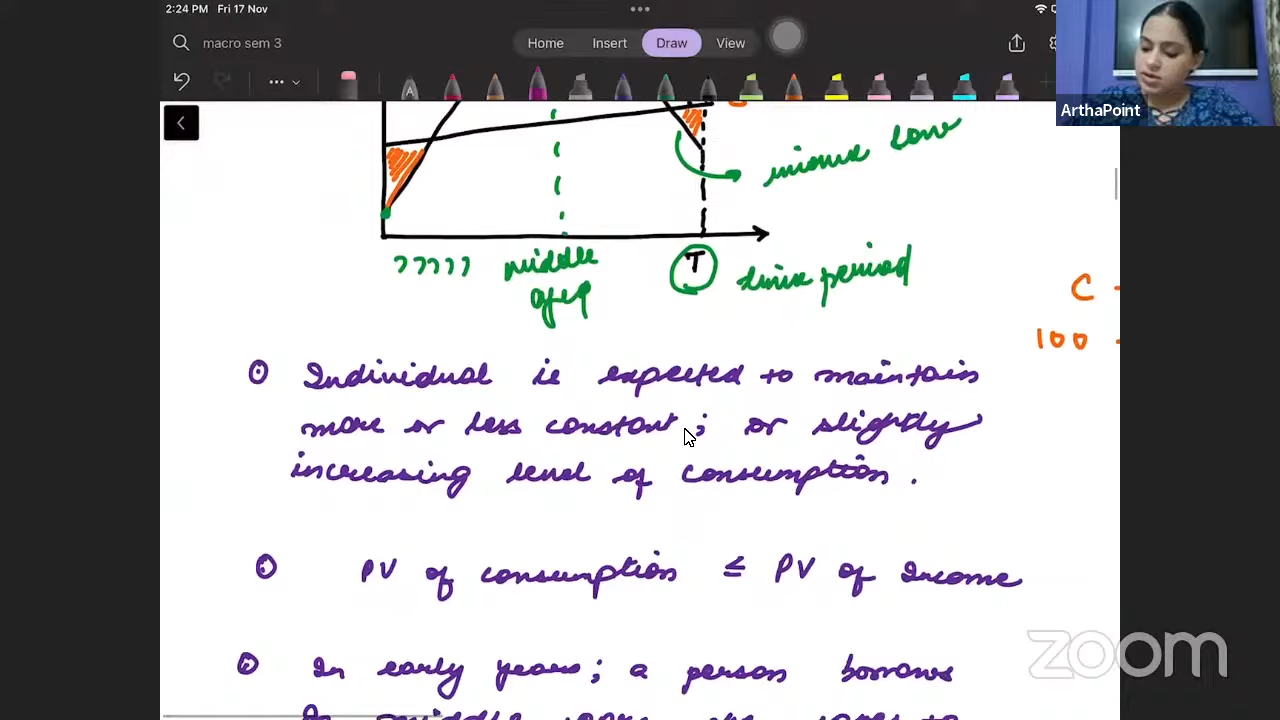 2:24 PM Fri 17 Nov
macro sem 3
Home Insert Draw View
ArthaPoint
A
income
middle
T
time period
C
100
Individual is expected to maintain
more or less constant; or slightly
increasing level of consumption.
PV of consumption ≤ PV of Income
In early years; a person borrows
zoom